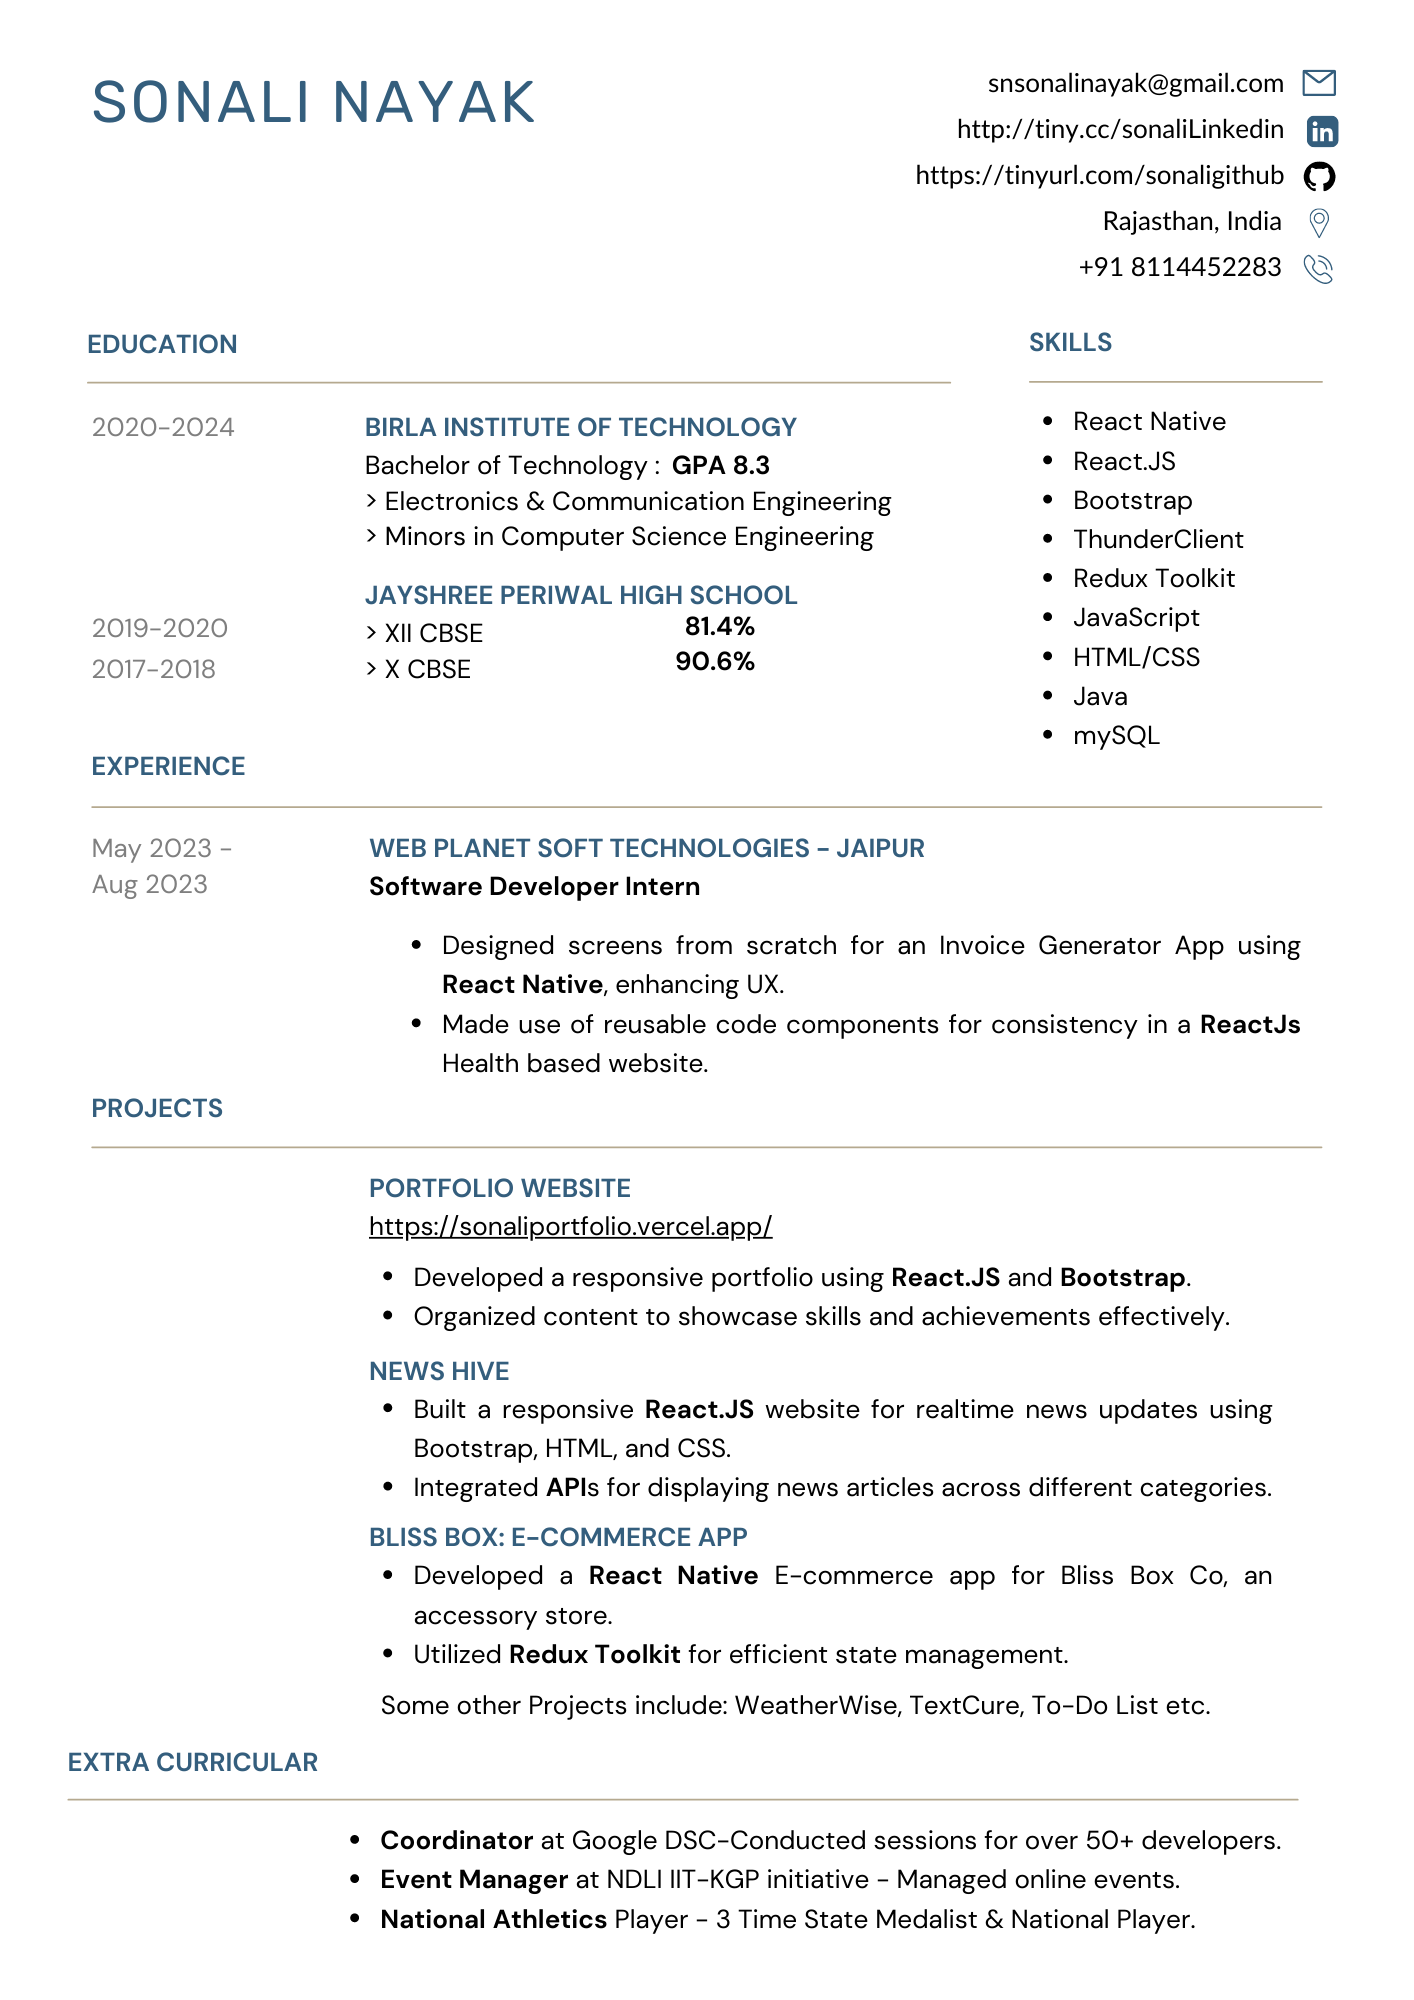 SONALI NAYAK
snsonalinayak@gmail.com
http://tiny.cc/sonaliLinkedin
https://tinyurl.com/sonaligithub
Rajasthan, India
+91 8114452283
EDUCATION
2020-2024
BIRLA INSTITUTE OF TECHNOLOGY
Bachelor of Technology : GPA 8.3
> Electronics & Communication Engineering
> Minors in Computer Science Engineering
JAYSHREE PERIWAL HIGH SCHOOL
2019-2020 > XII CBSE 81.4%
2017-2018 > X CBSE 90.6%
SKILLS
• React Native
• React.JS
• Bootstrap
• ThunderClient
• Redux Toolkit
• JavaScript
• HTML/CSS
• Java
• mySQL
EXPERIENCE
May 2023 -
Aug 2023
WEB PLANET SOFT TECHNOLOGIES - JAIPUR
Software Developer Intern
• Designed screens from scratch for an Invoice Generator App using
React Native, enhancing UX.
• Made use of reusable code components for consistency in a ReactJs
Health based website.
PROJECTS
PORTFOLIO WEBSITE
https://sonaliportfolio.vercel.app/
• Developed a responsive portfolio using React.JS and Bootstrap.
• Organized content to showcase skills and achievements effectively.
NEWS HIVE
• Built a responsive React.JS website for realtime news updates using
Bootstrap, HTML, and CSS.
• Integrated APIs for displaying news articles across different categories.
BLISS BOX: E-COMMERCE APP
• Developed a React Native E-commerce app for Bliss Box Co, an
accessory store.
• Utilized Redux Toolkit for efficient state management.
Some other Projects include: WeatherWise, TextCure, To-Do List etc.
EXTRA CURRICULAR
• Coordinator at Google DSC-Conducted sessions for over 50+ developers.
• Event Manager at NDLI IIT-KGP initiative - Managed online events.
• National Athletics Player - 3 Time State Medalist & National Player.